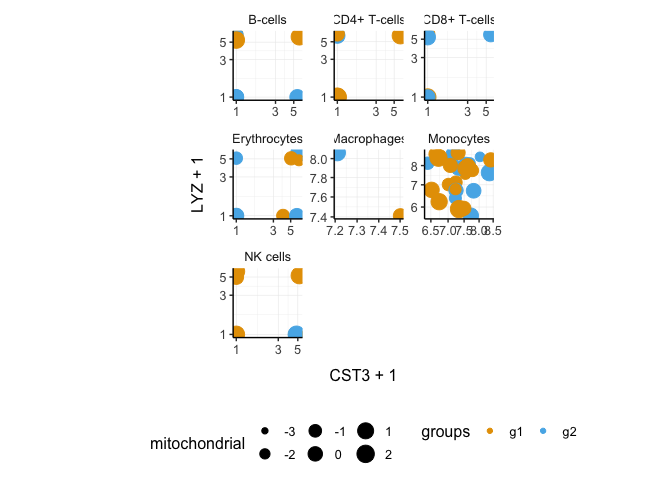 B-cells CD4+ T-cells CD8+ T-cells
5 5 5
3 3 3
1 1 1
1 3 5 1 3 5 1 3 5
Erythrocytes Macrophages Monocytes
5 8.0 8
3 7.8 7
7.6 6
1 7.4
1 3 5 7.2 7.3 7.4 7.5 6.5 7.0 7.5 8.0 8.5
LYZ + 1
NK cells
5
3
1
1 3 5
CST3 + 1
mitochondrial -3 -1 1 groups g1 g2
-2 0 2